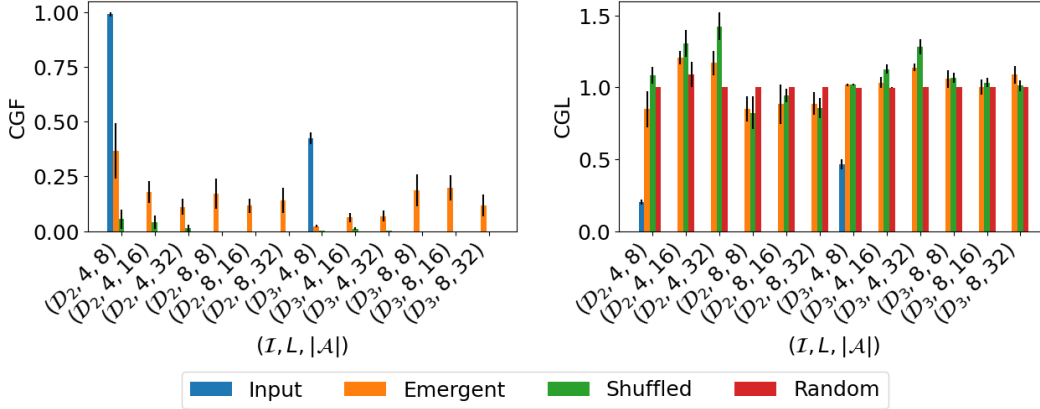 1.00
0.75
0.50
0.25
0.00
CGF
(𝒟₂, 4, 8)
(𝒟₂, 4, 16)
(𝒟₂, 4, 32)
(𝒟₂, 8, 8)
(𝒟₂, 8, 16)
(𝒟₂, 8, 32)
(𝒟₃, 4, 8)
(𝒟₃, 4, 16)
(𝒟₃, 4, 32)
(𝒟₃, 8, 8)
(𝒟₃, 8, 16)
(𝒟₃, 8, 32)
(ℐ, L, |𝒜|)
1.5
1.0
0.5
0.0
CGL
(𝒟₂, 4, 8)
(𝒟₂, 4, 16)
(𝒟₂, 4, 32)
(𝒟₂, 8, 8)
(𝒟₂, 8, 16)
(𝒟₂, 8, 32)
(𝒟₃, 4, 8)
(𝒟₃, 4, 16)
(𝒟₃, 4, 32)
(𝒟₃, 8, 8)
(𝒟₃, 8, 16)
(𝒟₃, 8, 32)
(ℐ, L, |𝒜|)
Input Emergent Shuffled Random